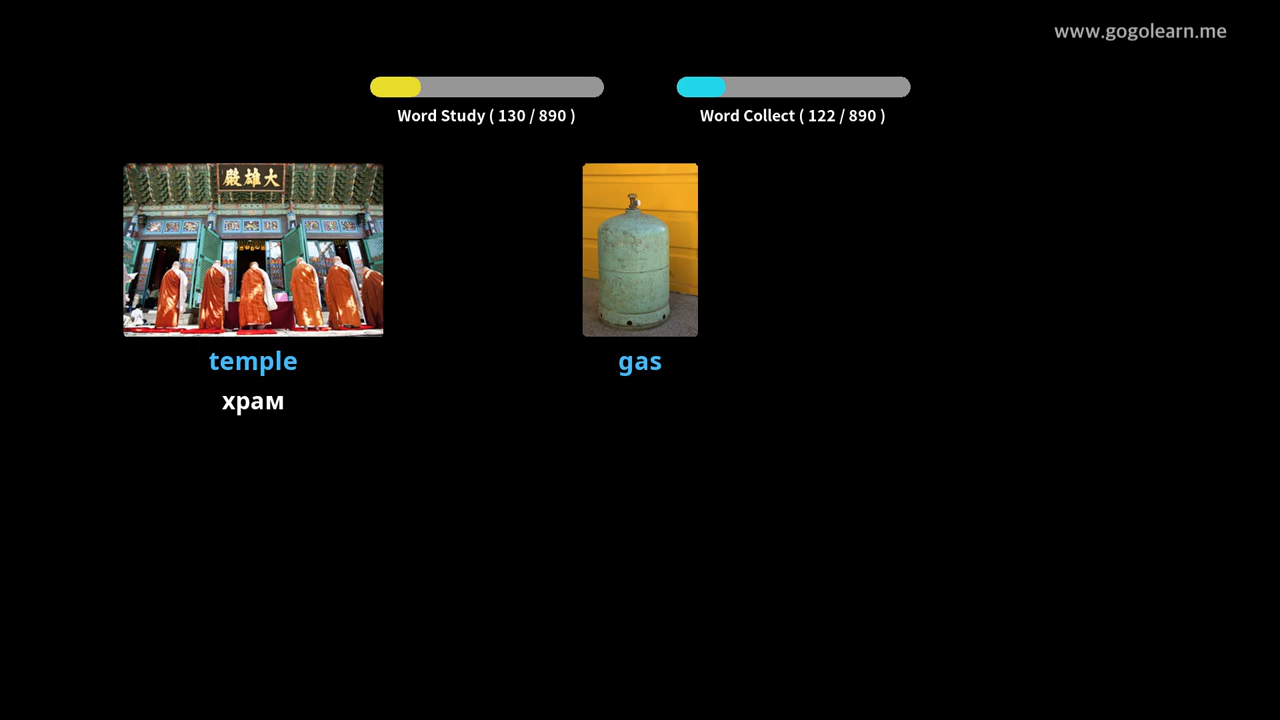 www.gogolearn.me
Word Study ( 130 / 890 )
Word Collect ( 122 / 890 )
殿雄大
temple
gas
храм